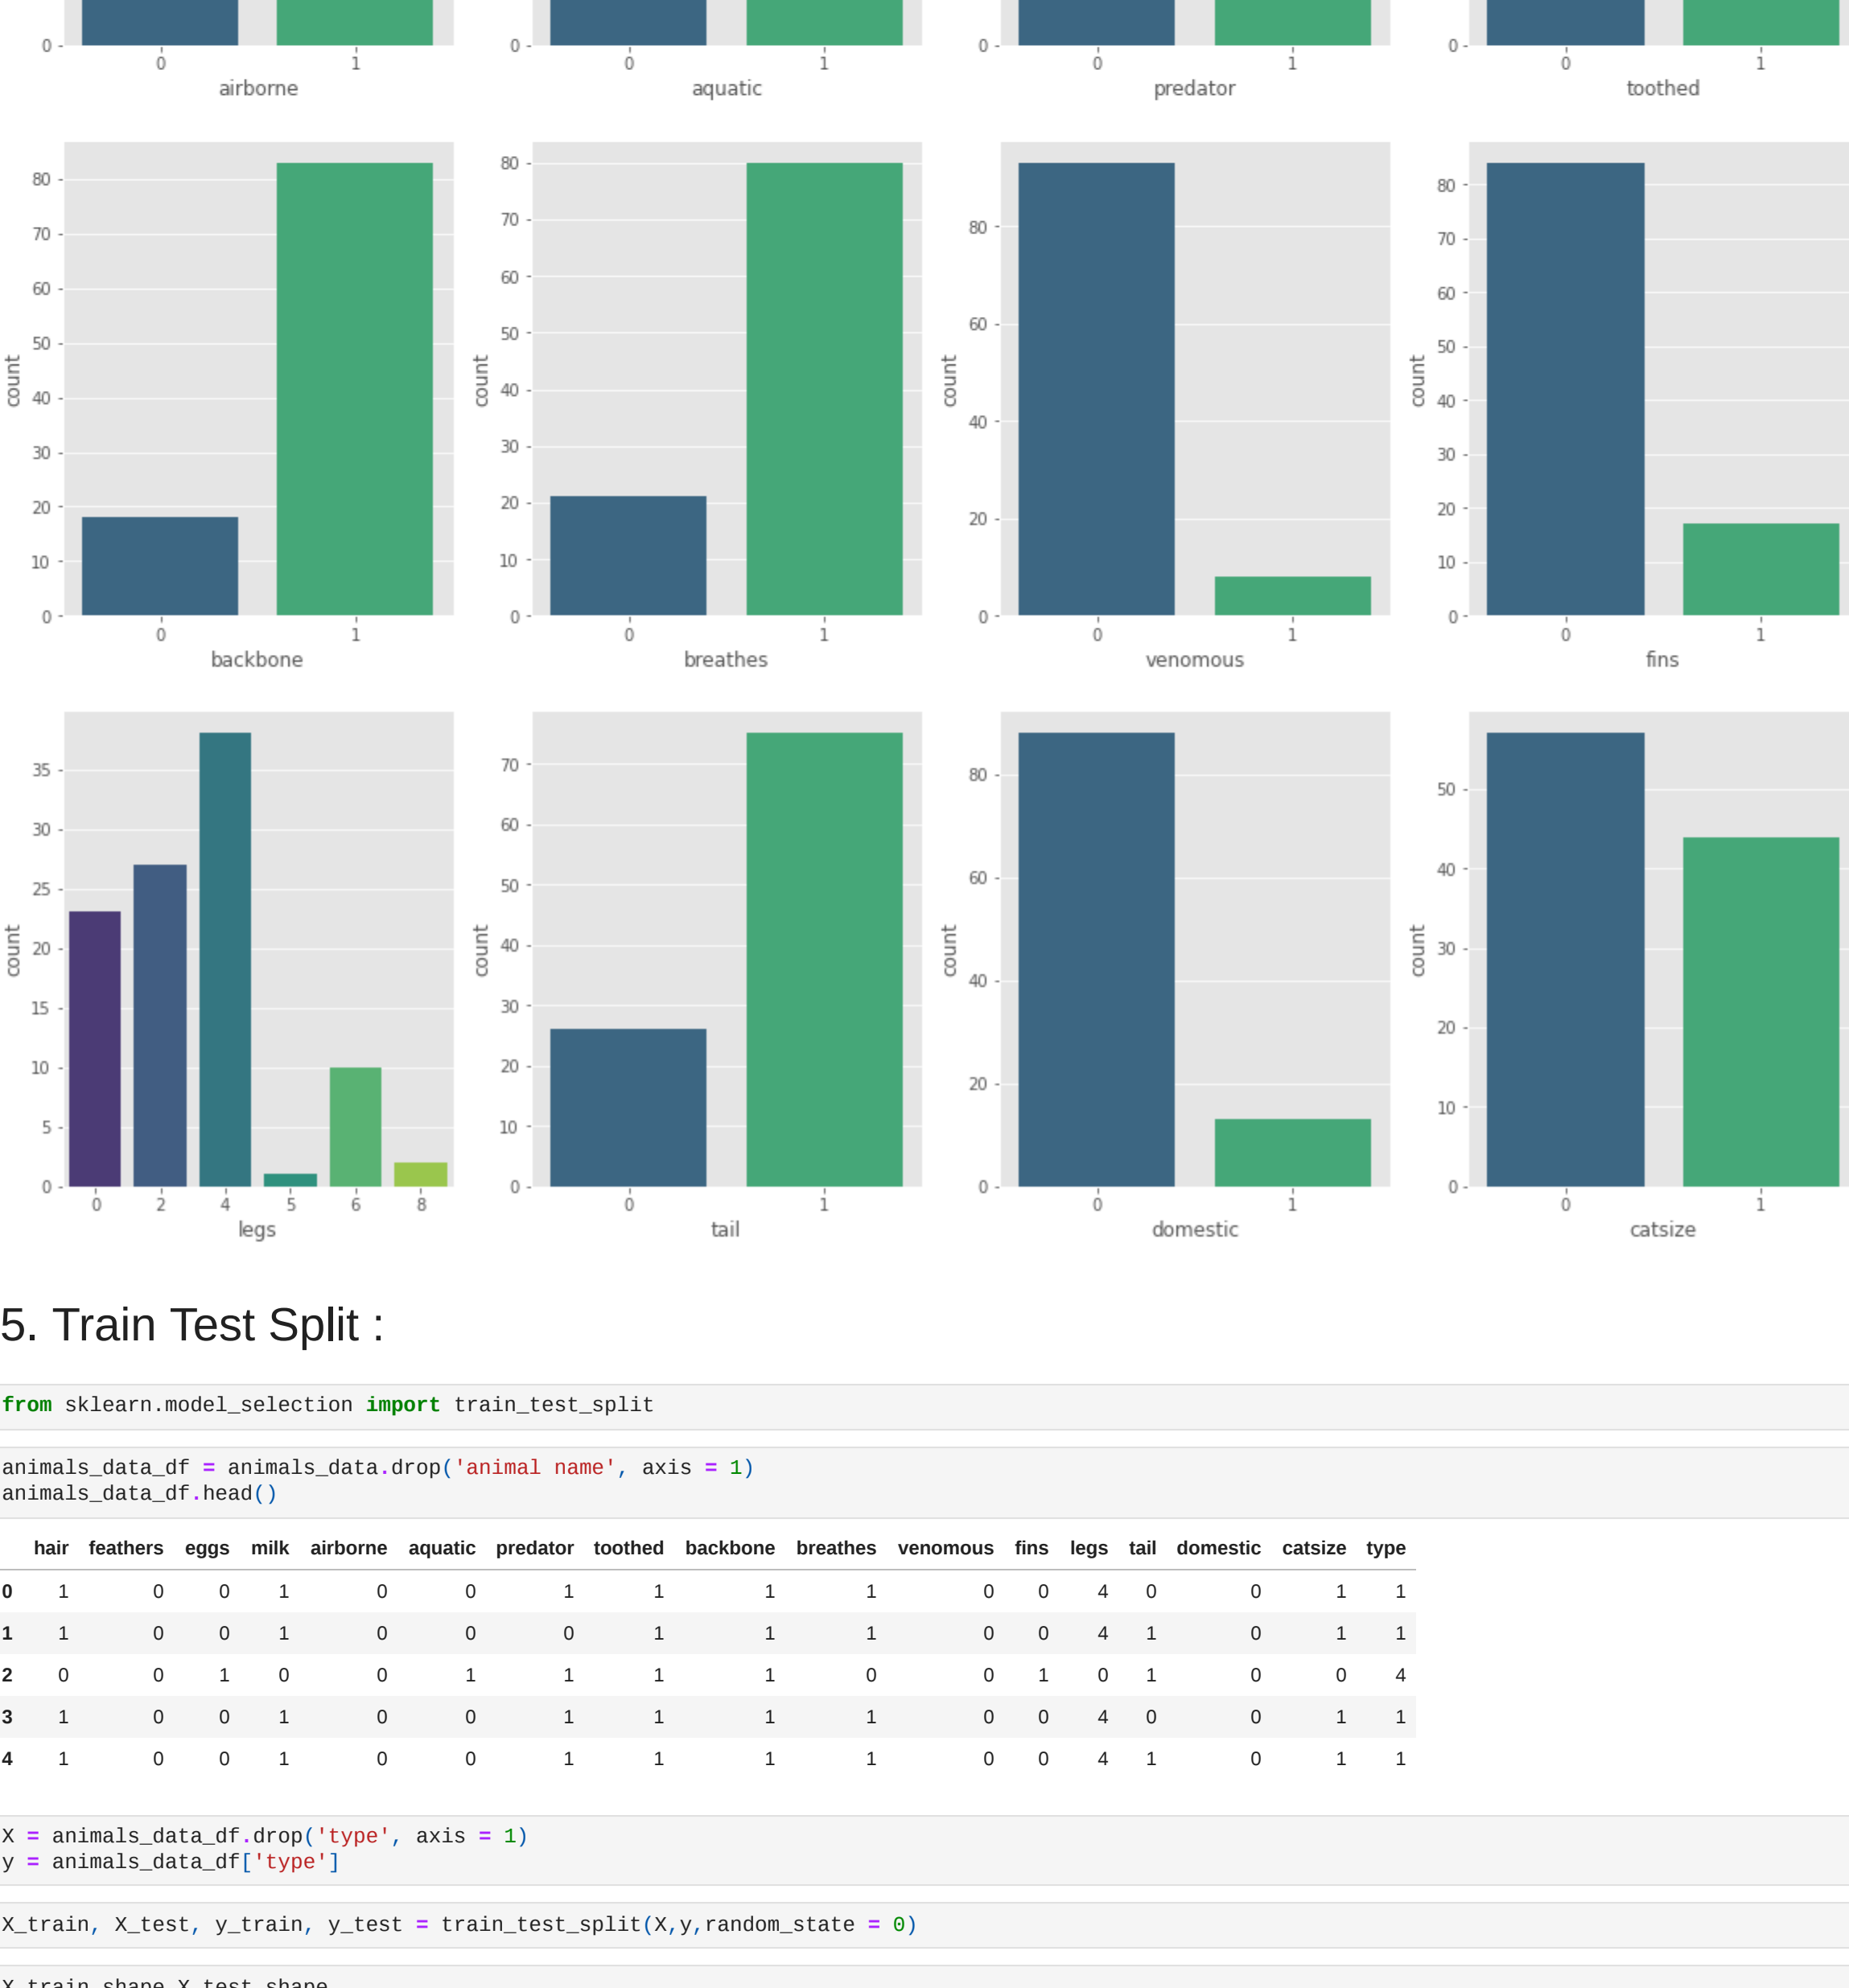 0 0 0 0
0 1 0 1 0 1 0 1
airborne aquatic predator toothed
80 80 80 80
70 70 60 70
60 60 40 60
50 50 20 50
40 40 0 40
30 30 30
20 20 20
10 10 10
0 0 0
count count count count
0 1 0 1 0 1 0 1
backbone breathes venomous fins
35 70 80 50
30 60 60 40
25 50 40 30
20 40 20 20
15 30 0 10
10 20 0
5 10
0 0
count count count count
0 2 4 5 6 8 0 1 0 1 0 1
legs tail domestic catsize
5. Train Test Split :
from sklearn.model_selection import train_test_split
animals_data_df = animals_data.drop('animal name', axis = 1)
animals_data_df.head()
hair feathers eggs milk airborne aquatic predator toothed backbone breathes venomous fins legs tail domestic catsize type
0 1 0 0 1 0 0 1 1 1 1 0 0 4 0 0 1 1
1 1 0 0 1 0 0 0 1 1 1 0 0 4 1 0 1 1
2 0 0 1 0 0 1 1 1 1 0 0 1 0 1 0 0 4
3 1 0 0 1 0 0 1 1 1 1 0 0 4 0 0 1 1
4 1 0 0 1 0 0 1 1 1 1 0 0 4 1 0 1 1
X = animals_data_df.drop('type', axis = 1)
y = animals_data_df['type']
X_train, X_test, y_train, y_test = train_test_split(X,y,random_state = 0)
X_train.shape,X_test.shape